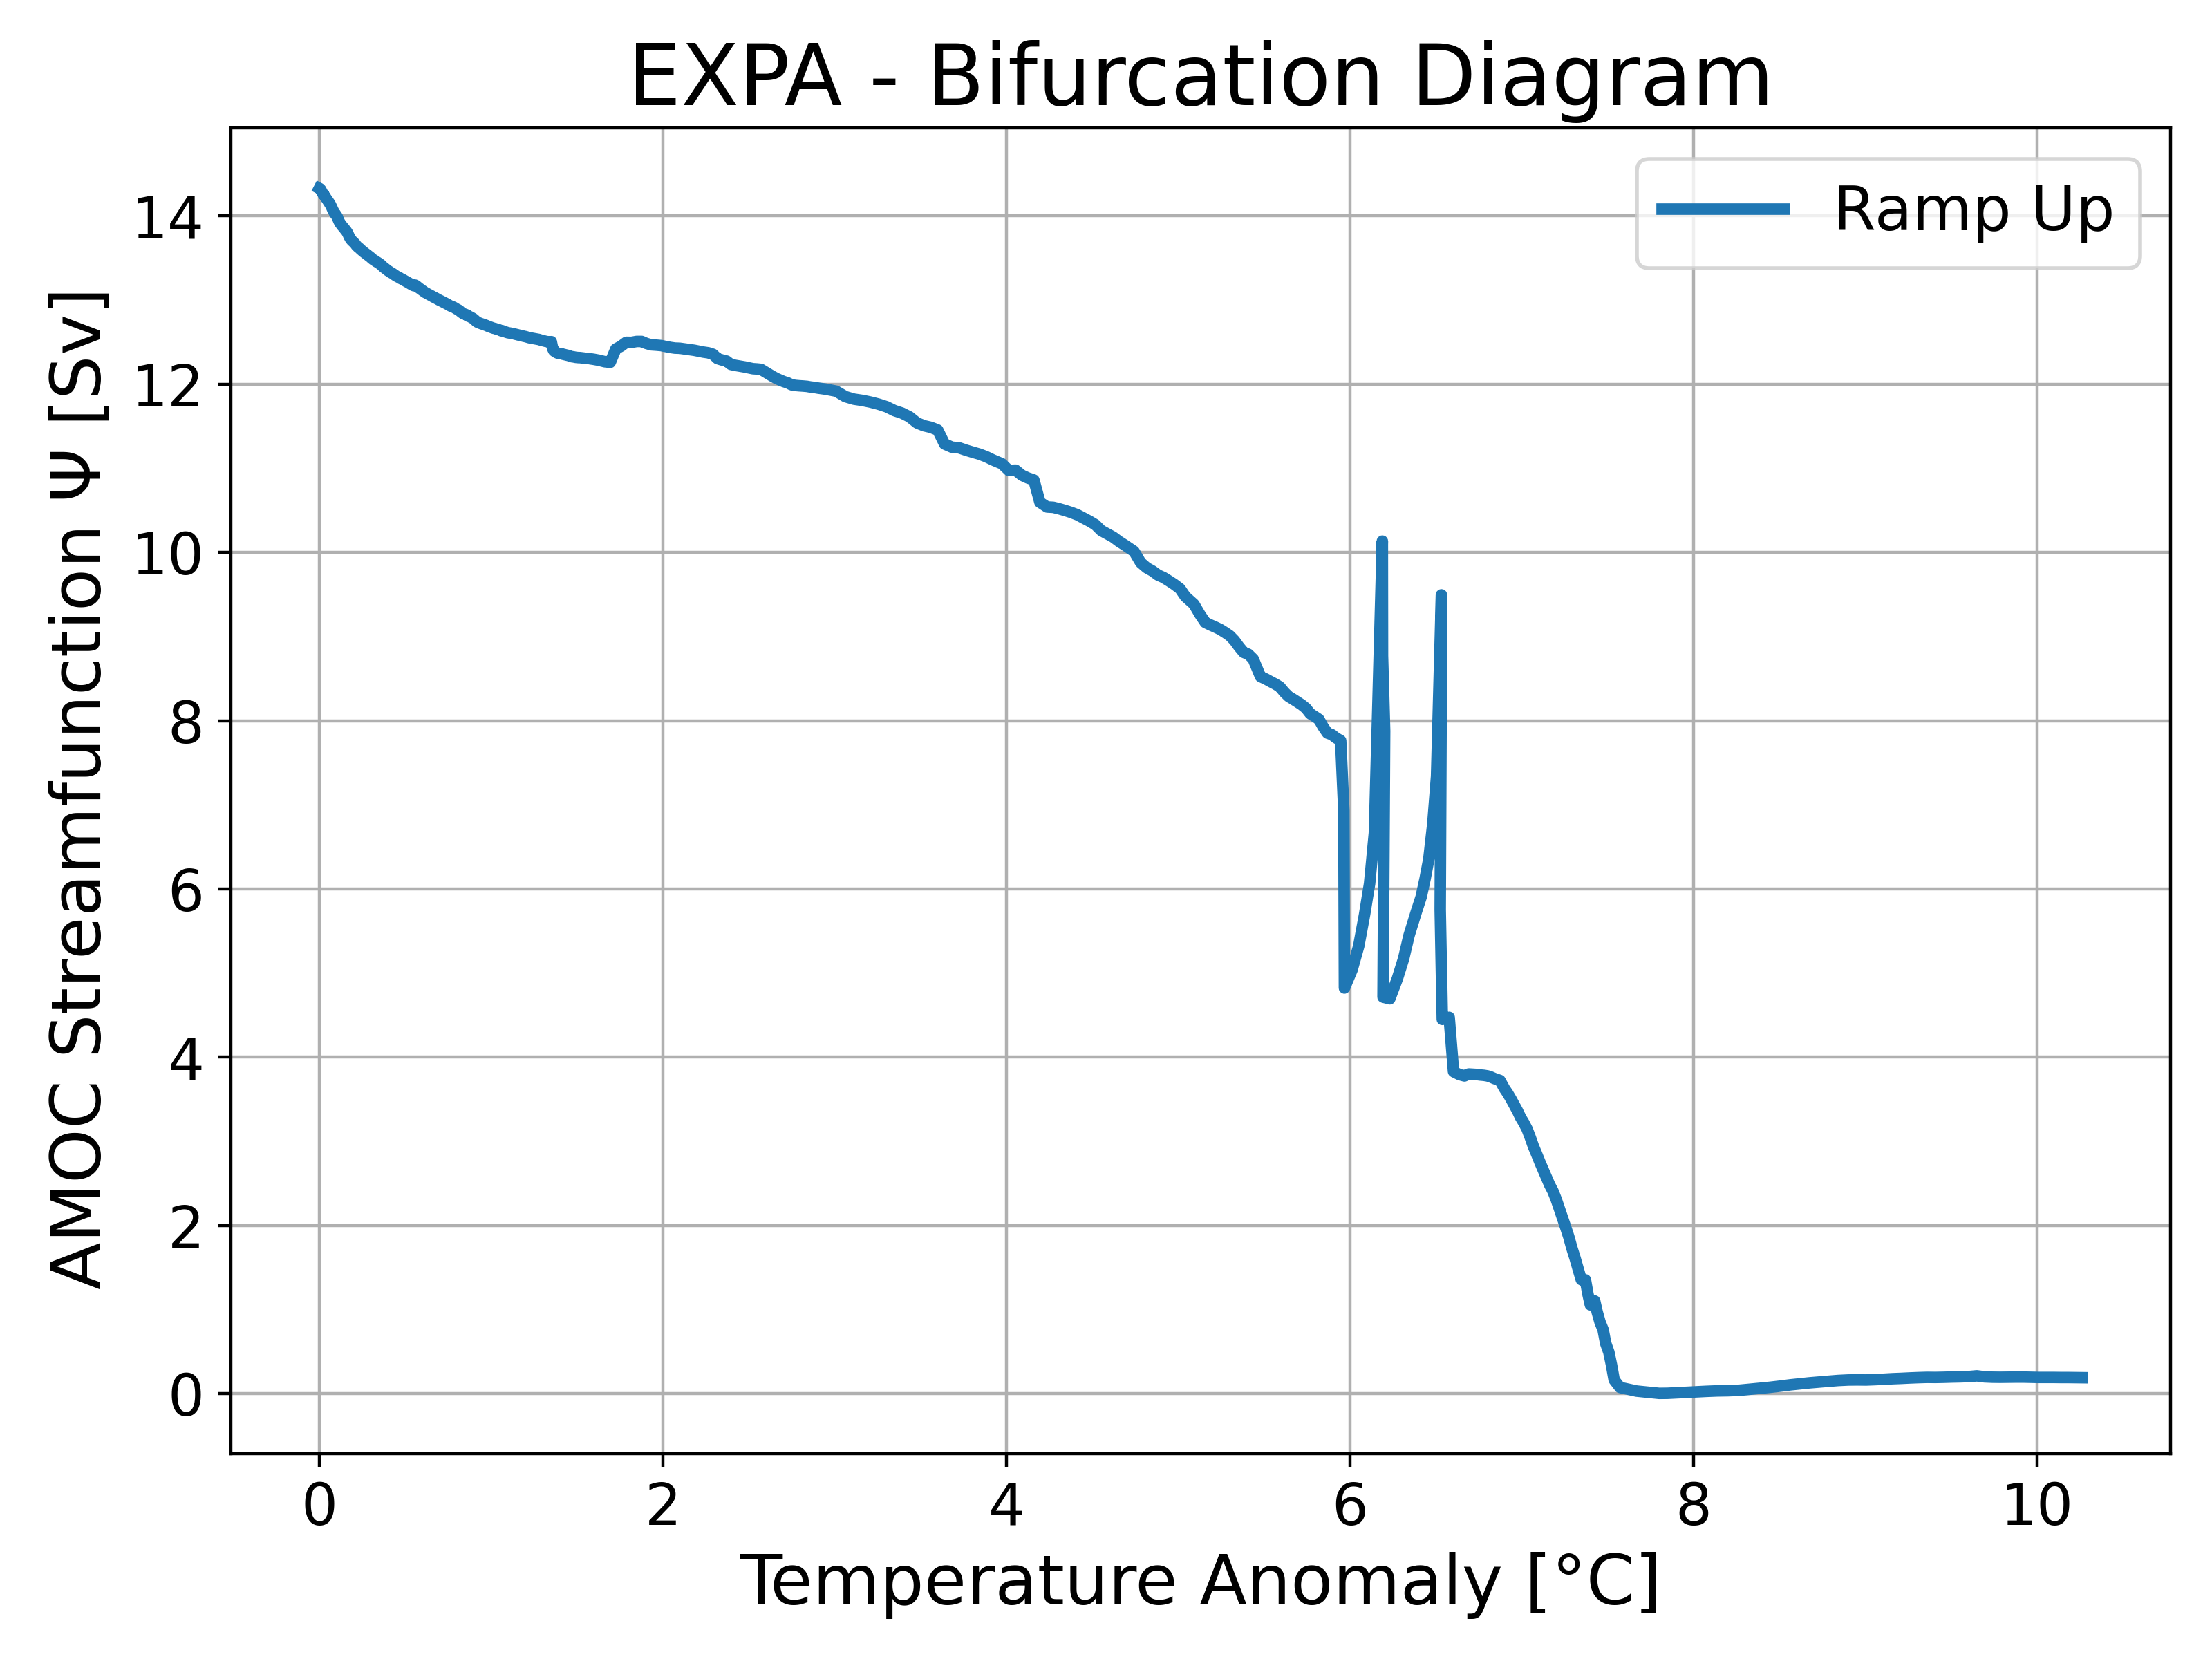 EXPA - Bifurcation Diagram
Ramp Up
AMOC Streamfunction Ψ [Sv]
14
12
10
8
6
4
2
0
0 2 4 6 8 10
Temperature Anomaly [°C]